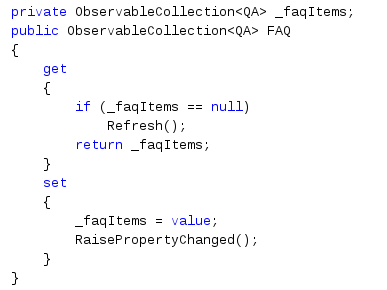 private ObservableCollection<QA> _faqItems;
public ObservableCollection<QA> FAQ
{
    get
    {
        if (_faqItems == null)
            Refresh();
        return _faqItems;
    }
    set
    {
        _faqItems = value;
        RaisePropertyChanged();
    }
}